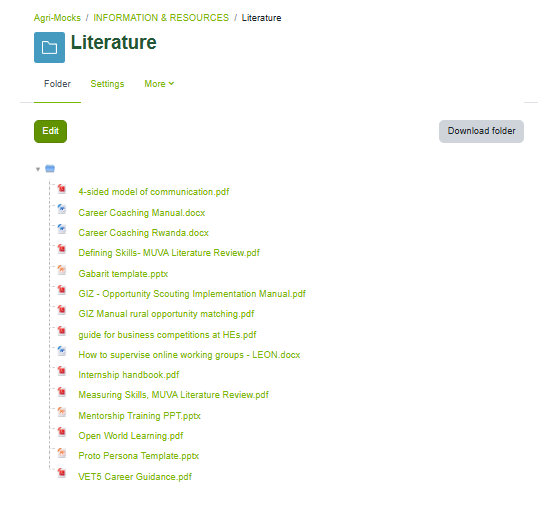 Agri-Mocks / INFORMATION & RESOURCES / Literature
Literature
Folder Settings More
Edit Download folder
4-sided model of communication.pdf
Career Coaching Manual.docx
Career Coaching Rwanda.docx
Defining Skills- MUVA Literature Review.pdf
Gabarit template.pptx
GIZ - Opportunity Scouting Implementation Manual.pdf
GIZ Manual rural opportunity matching.pdf
guide for business competitions at HEs.pdf
How to supervise online working groups - LEON.docx
Internship handbook.pdf
Measuring Skills, MUVA Literature Review.pdf
Mentorship Training PPT.pptx
Open World Learning.pdf
Proto Persona Template.pptx
VET5 Career Guidance.pdf